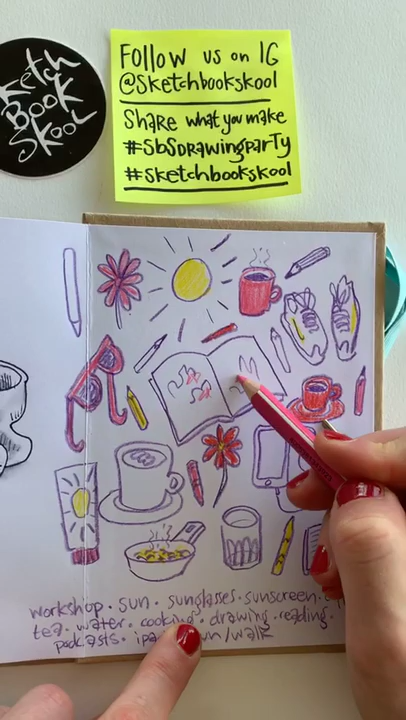 Sketch
Book
Skool
Follow us on IG
@Sketchbookskool
Share what you make
#SbSDrawingParty
#sketchbookskool
workshop · sun · sunglasses · sunscreen ·
tea · water · cooking · drawing · reading ·
podcasts · /walk